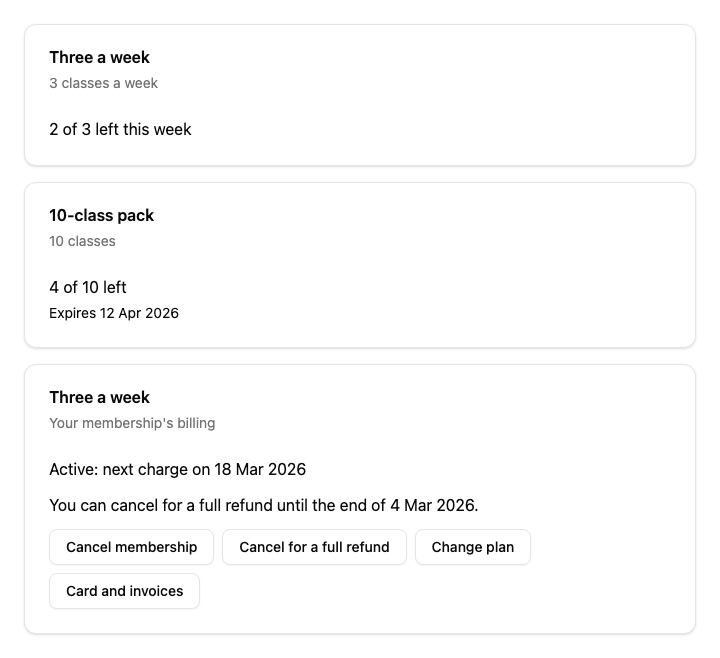 Three a week
3 classes a week
2 of 3 left this week
10-class pack
10 classes
4 of 10 left
Expires 12 Apr 2026
Three a week
Your membership's billing
Active: next charge on 18 Mar 2026
You can cancel for a full refund until the end of 4 Mar 2026.
Cancel membership
Cancel for a full refund
Change plan
Card and invoices